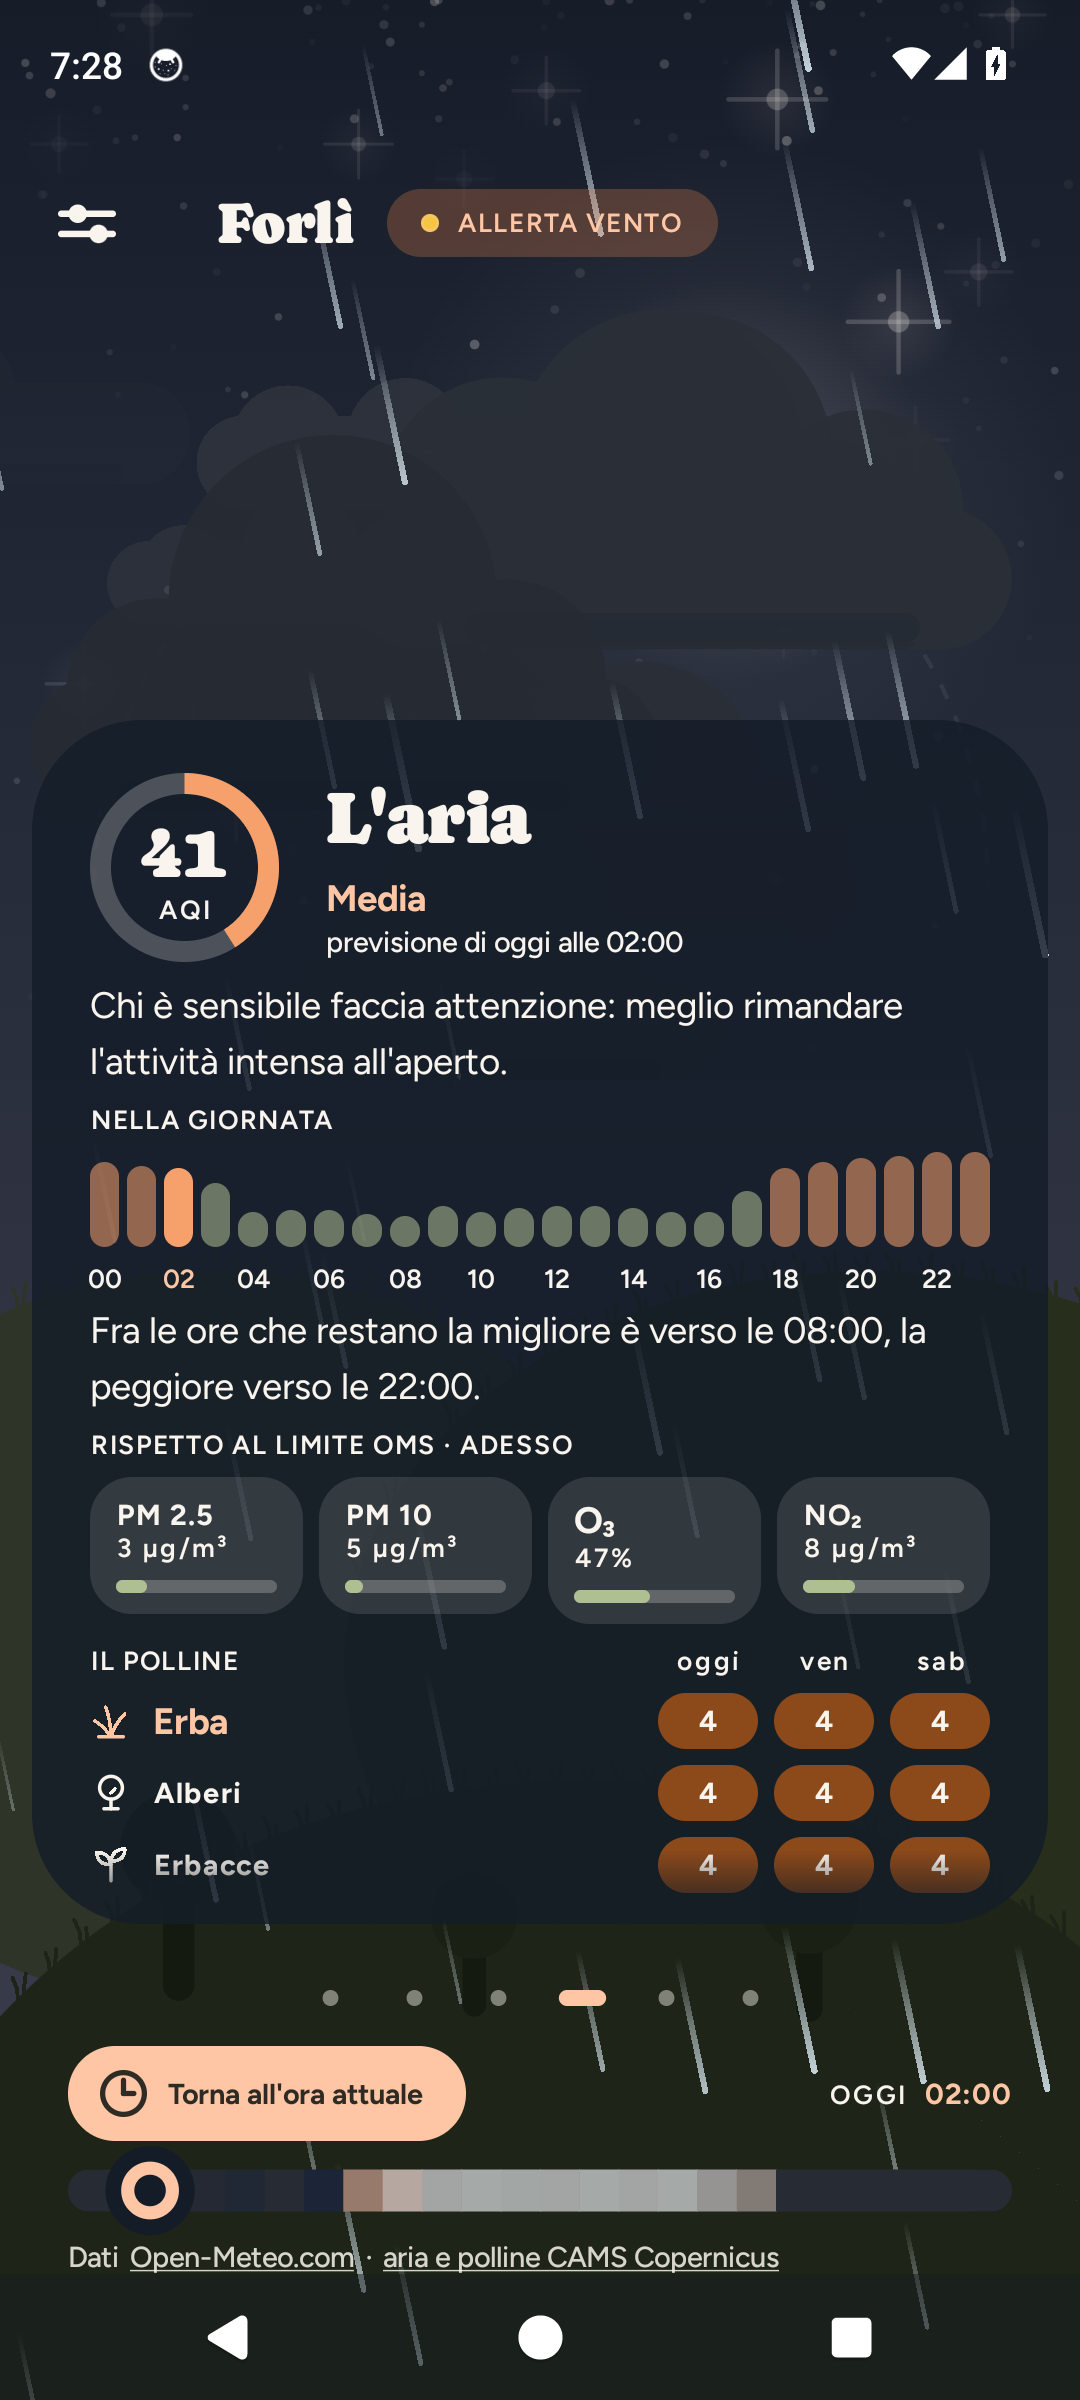 7:28
Forlì
ALLERTA VENTO
41
AQI
L'aria
Media
previsione di oggi alle 02:00
Chi è sensibile faccia attenzione: meglio rimandare
l'attività intensa all'aperto.
NELLA GIORNATA
00 02 04 06 08 10 12 14 16 18 20 22
Fra le ore che restano la migliore è verso le 08:00, la
peggiore verso le 22:00.
RISPETTO AL LIMITE OMS · ADESSO
PM 2.5
3 µg/m³
PM 10
5 µg/m³
O₃
47%
NO₂
8 µg/m³
IL POLLINE oggi ven sab
Erba 4 4 4
Alberi 4 4 4
Erbacce 4 4 4
Torna all'ora attuale
OGGI 02:00
Dati Open-Meteo.com · aria e polline CAMS Copernicus